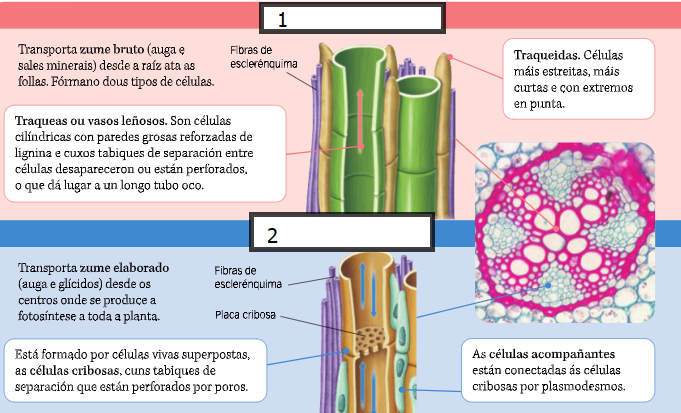 1
Transporta zume bruto (auga e
sales minerais) desde a raíz ata as
follas. Fórmano dous tipos de células.
Fibras de
esclerénquima
Traqueidas. Células
máis estreitas, máis
curtas e con extremos
en punta.
Traqueas ou vasos leñosos. Son células
cilíndricas con paredes grosas reforzadas de
lignina e cuxos tabiques de separación entre
células desapareceron ou están perforados,
o que dá lugar a un longo tubo oco.
2
Transporta zume elaborado
(auga e glícidos) desde os
centros onde se produce a
fotosíntese a toda a planta.
Fibras de
esclerénquima
Placa cribosa
Está formado por células vivas superpostas,
as células cribosas, cuns tabiques de
separación que están perforados por poros.
As células acompañantes
están conectadas ás células
cribosas por plasmodesmos.